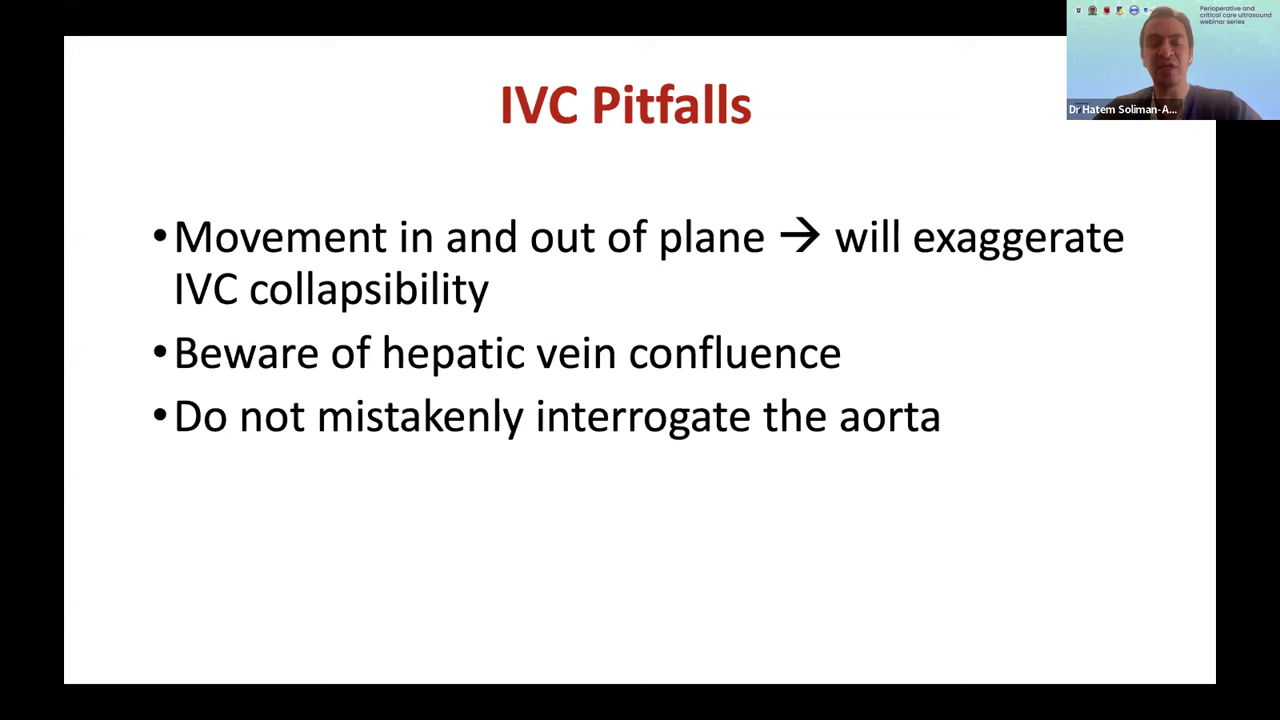 Perioperative and
critical care ultrasound
webinar series
Dr Hatem Soliman-A...
IVC Pitfalls
•Movement in and out of plane → will exaggerate
IVC collapsibility
•Beware of hepatic vein confluence
•Do not mistakenly interrogate the aorta